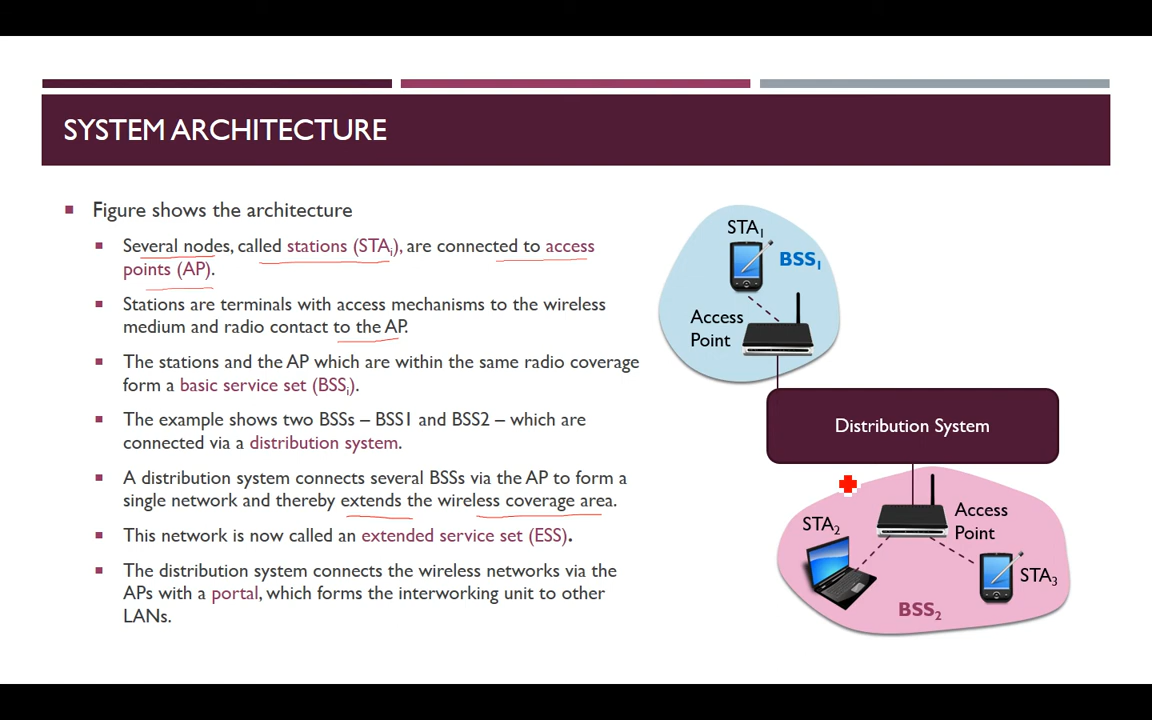 SYSTEM ARCHITECTURE
Figure shows the architecture
Several nodes, called stations (STAi), are connected to access
points (AP).
Stations are terminals with access mechanisms to the wireless
medium and radio contact to the AP.
The stations and the AP which are within the same radio coverage
form a basic service set (BSSi).
The example shows two BSSs – BSS1 and BSS2 – which are
connected via a distribution system.
A distribution system connects several BSSs via the AP to form a
single network and thereby extends the wireless coverage area.
This network is now called an extended service set (ESS).
The distribution system connects the wireless networks via the
APs with a portal, which forms the interworking unit to other
LANs.
STA1
BSS1
Access
Point
Distribution System
STA2
Access
Point
STA3
BSS2